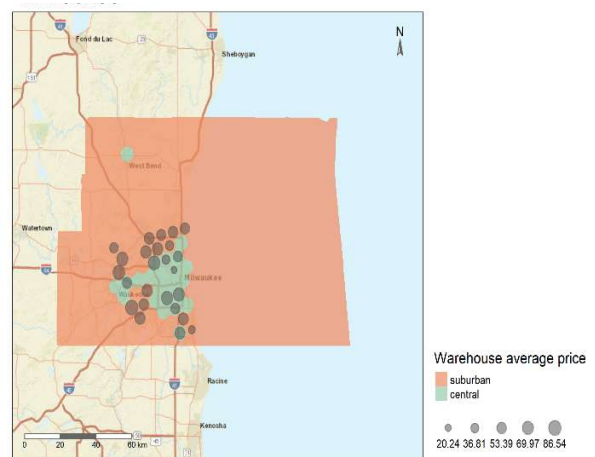 Fond du Lac
Sheboygan
N
West Bend
Watertown
Milwaukee
Racine
Kenosha
0 20 40 60 km
Warehouse average price
suburban
central
20.24 36.81 53.39 69.97 86.54